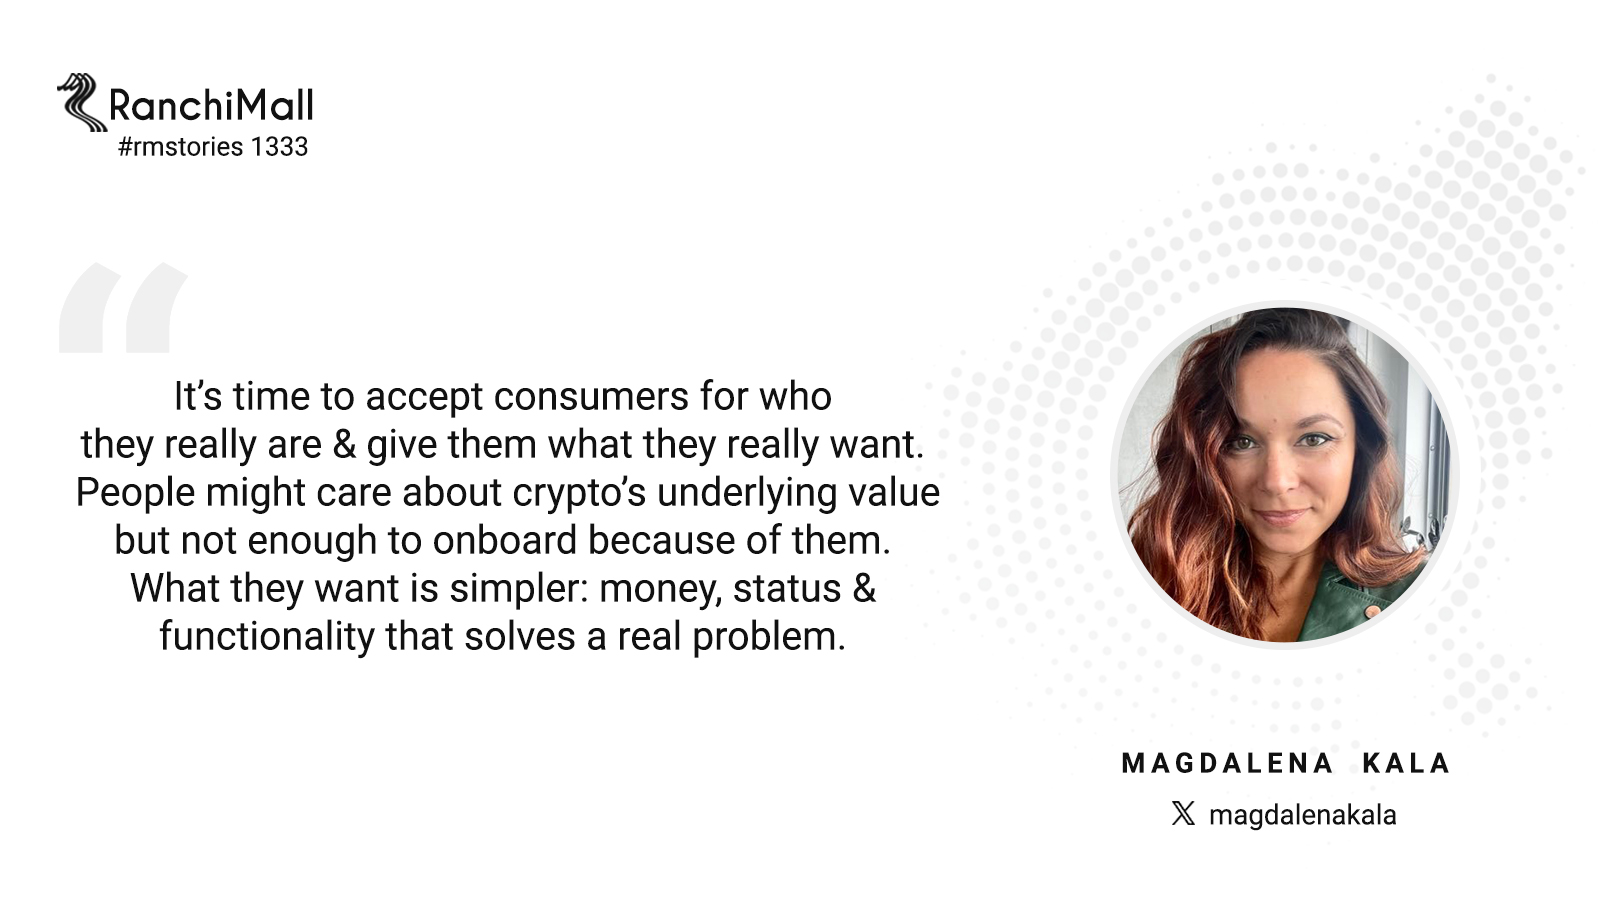 RanchiMall
#rmstories 1333
“
It’s time to accept consumers for who
they really are & give them what they really want.
People might care about crypto’s underlying value
but not enough to onboard because of them.
What they want is simpler: money, status &
functionality that solves a real problem.
MAGDALENA KALA
𝕏 magdalenakala